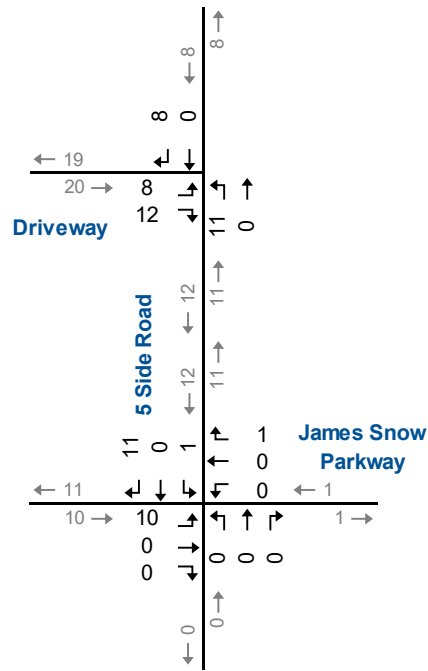 8 8
8 0
← 19
20 → 8
12
11 0
Driveway
12 11
5 Side Road
12 11
11 0 1
1
0
0
James Snow
Parkway
← 11
← 1
10 → 10
0
0
0 0 0
1 →
0 0